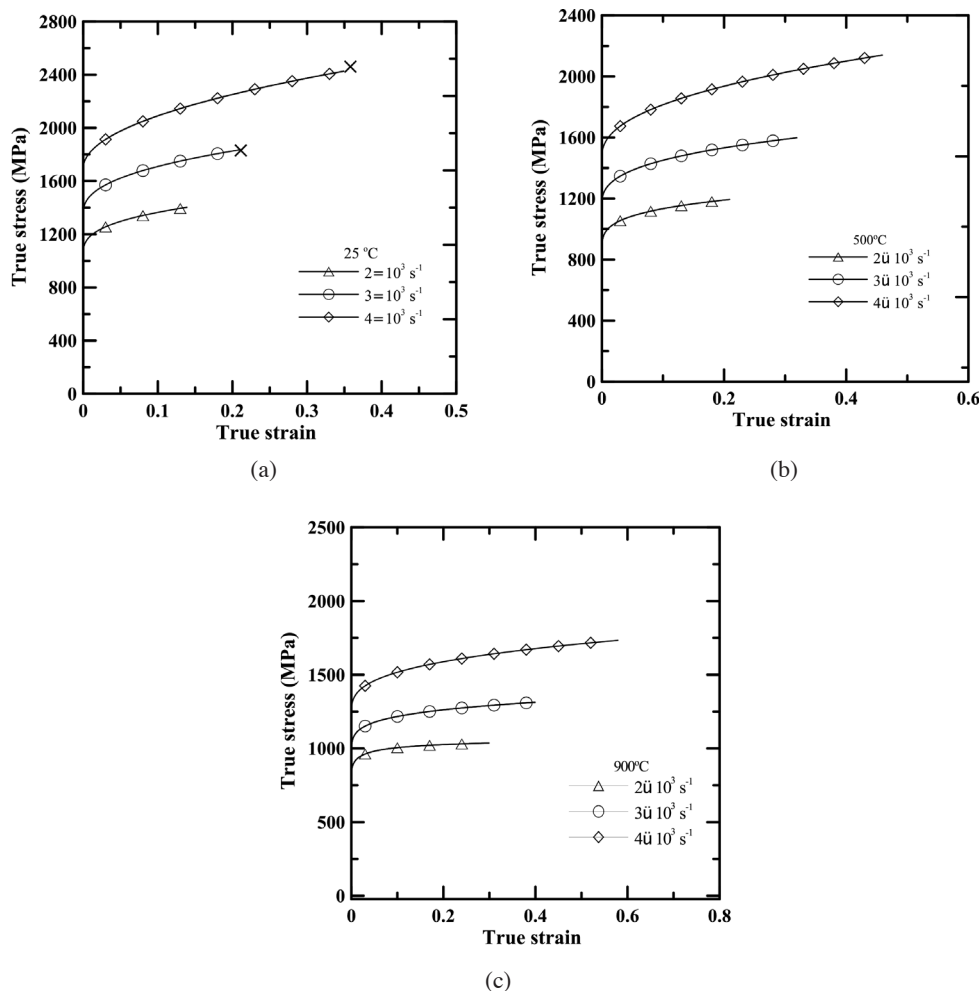 2800
2400
2000
1600
1200
800
400
0
True stress (MPa)
25 °C
2=10³ s⁻¹
3=10³ s⁻¹
4=10³ s⁻¹
0 0.1 0.2 0.3 0.4 0.5
True strain
(a)
2400
2000
1600
1200
800
400
0
True stress (MPa)
500°C
2ü 10³ s⁻¹
3ü 10³ s⁻¹
4ü 10³ s⁻¹
0 0.2 0.4 0.6
True strain
(b)
2500
2000
1500
1000
500
0
True stress (MPa)
900°C
2ü 10³ s⁻¹
3ü 10³ s⁻¹
4ü 10³ s⁻¹
0 0.2 0.4 0.6 0.8
True strain
(c)